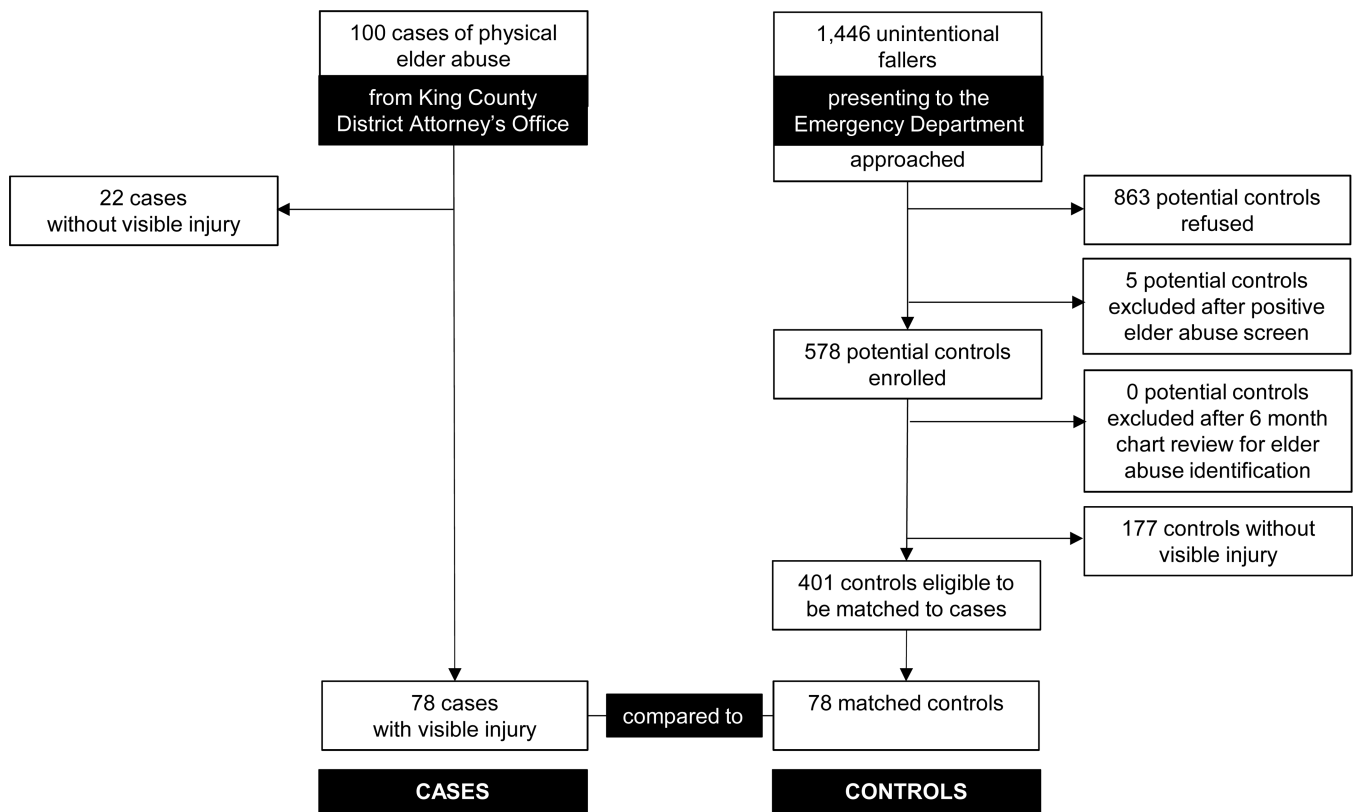 100 cases of physical
elder abuse
from King County
District Attorney's Office
22 cases
without visible injury
78 cases
with visible injury
CASES
compared to
1,446 unintentional
fallers
presenting to the
Emergency Department
approached
863 potential controls
refused
5 potential controls
excluded after positive
elder abuse screen
578 potential controls
enrolled
0 potential controls
excluded after 6 month
chart review for elder
abuse identification
177 controls without
visible injury
401 controls eligible to
be matched to cases
78 matched controls
CONTROLS